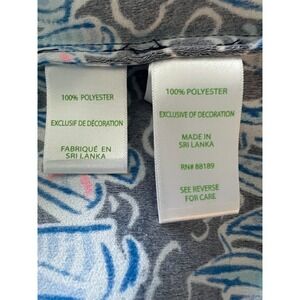 100% POLYESTER
EXCLUSIF DE DÉCORATION
FABRIQUÉ EN
SRI LANKA
100% POLYESTER
EXCLUSIVE OF DECORATION
MADE IN
SRI LANKA
RN# 88189
SEE REVERSE
FOR CARE